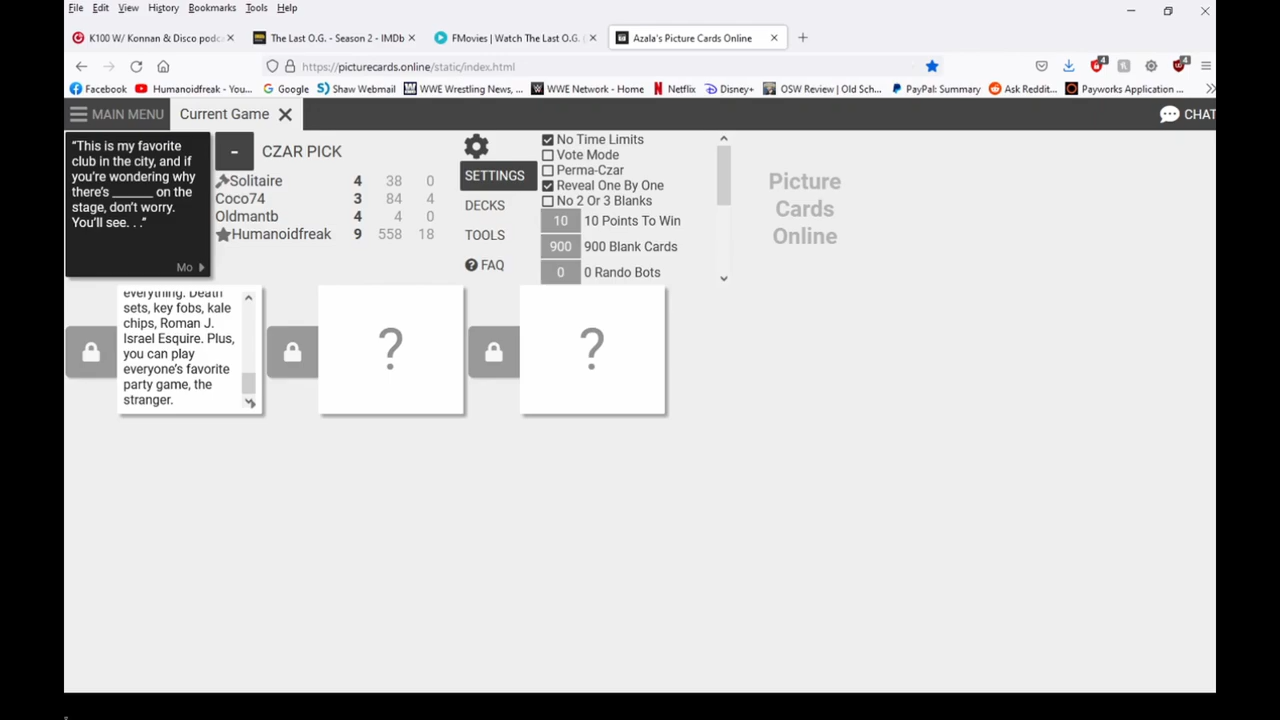 File Edit View History Bookmarks Tools Help
K100 W/ Konnan & Disco podca
The Last O.G. - Season 2 - IMDb
FMovies | Watch The Last O.G. (
Azala's Picture Cards Online
https://picturecards.online/static/index.html
4
4
Facebook
Humanoidfreak - You...
Google
Shaw Webmail
WWE Wrestling News, ...
WWE Network - Home
Netflix
Disney+
OSW Review | Old Sch...
PayPal: Summary
Ask Reddit...
Payworks Application ...
MAIN MENU
Current Game
CHAT
“This is my favorite
club in the city, and if
you’re wondering why
there’s ______ on the
stage, don’t worry.
You’ll see. . .“
Mo
-
CZAR PICK
Solitaire 4 38 0
Coco74 3 84 4
Oldmantb 4 4 0
Humanoidfreak 9 558 18
SETTINGS
DECKS
TOOLS
FAQ
No Time Limits
Vote Mode
Perma-Czar
Reveal One By One
No 2 Or 3 Blanks
10 10 Points To Win
900 900 Blank Cards
0 0 Rando Bots
Picture
Cards
Online
everything. Death
sets, key fobs, kale
chips, Roman J.
Israel Esquire. Plus,
you can play
everyone’s favorite
party game, the
stranger.
?
?